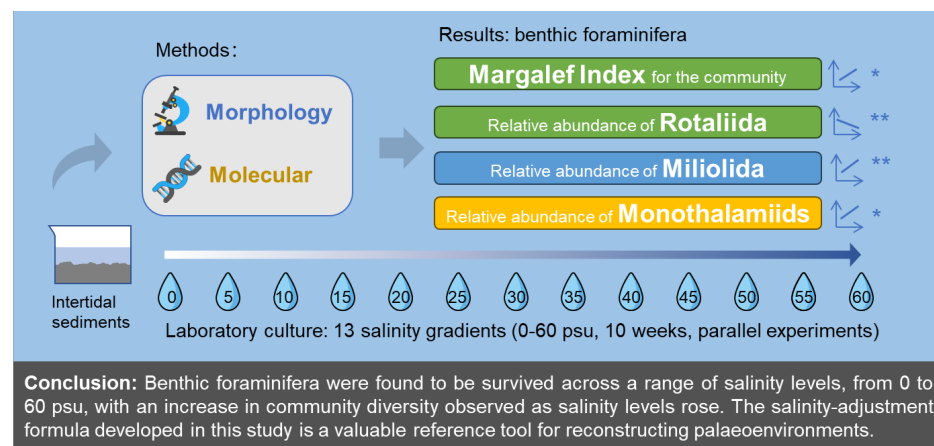 Methods:
Morphology
Molecular
Results: benthic foraminifera
Margalef Index for the community *
Relative abundance of Rotaliida **
Relative abundance of Miliolida **
Relative abundance of Monothalamiids *
Intertidal
sediments
0 5 10 15 20 25 30 35 40 45 50 55 60
Laboratory culture: 13 salinity gradients (0-60 psu, 10 weeks, parallel experiments)
Conclusion: Benthic foraminifera were found to be survived across a range of salinity levels, from 0 to
60 psu, with an increase in community diversity observed as salinity levels rose. The salinity-adjustment
formula developed in this study is a valuable reference tool for reconstructing palaeoenvironments.